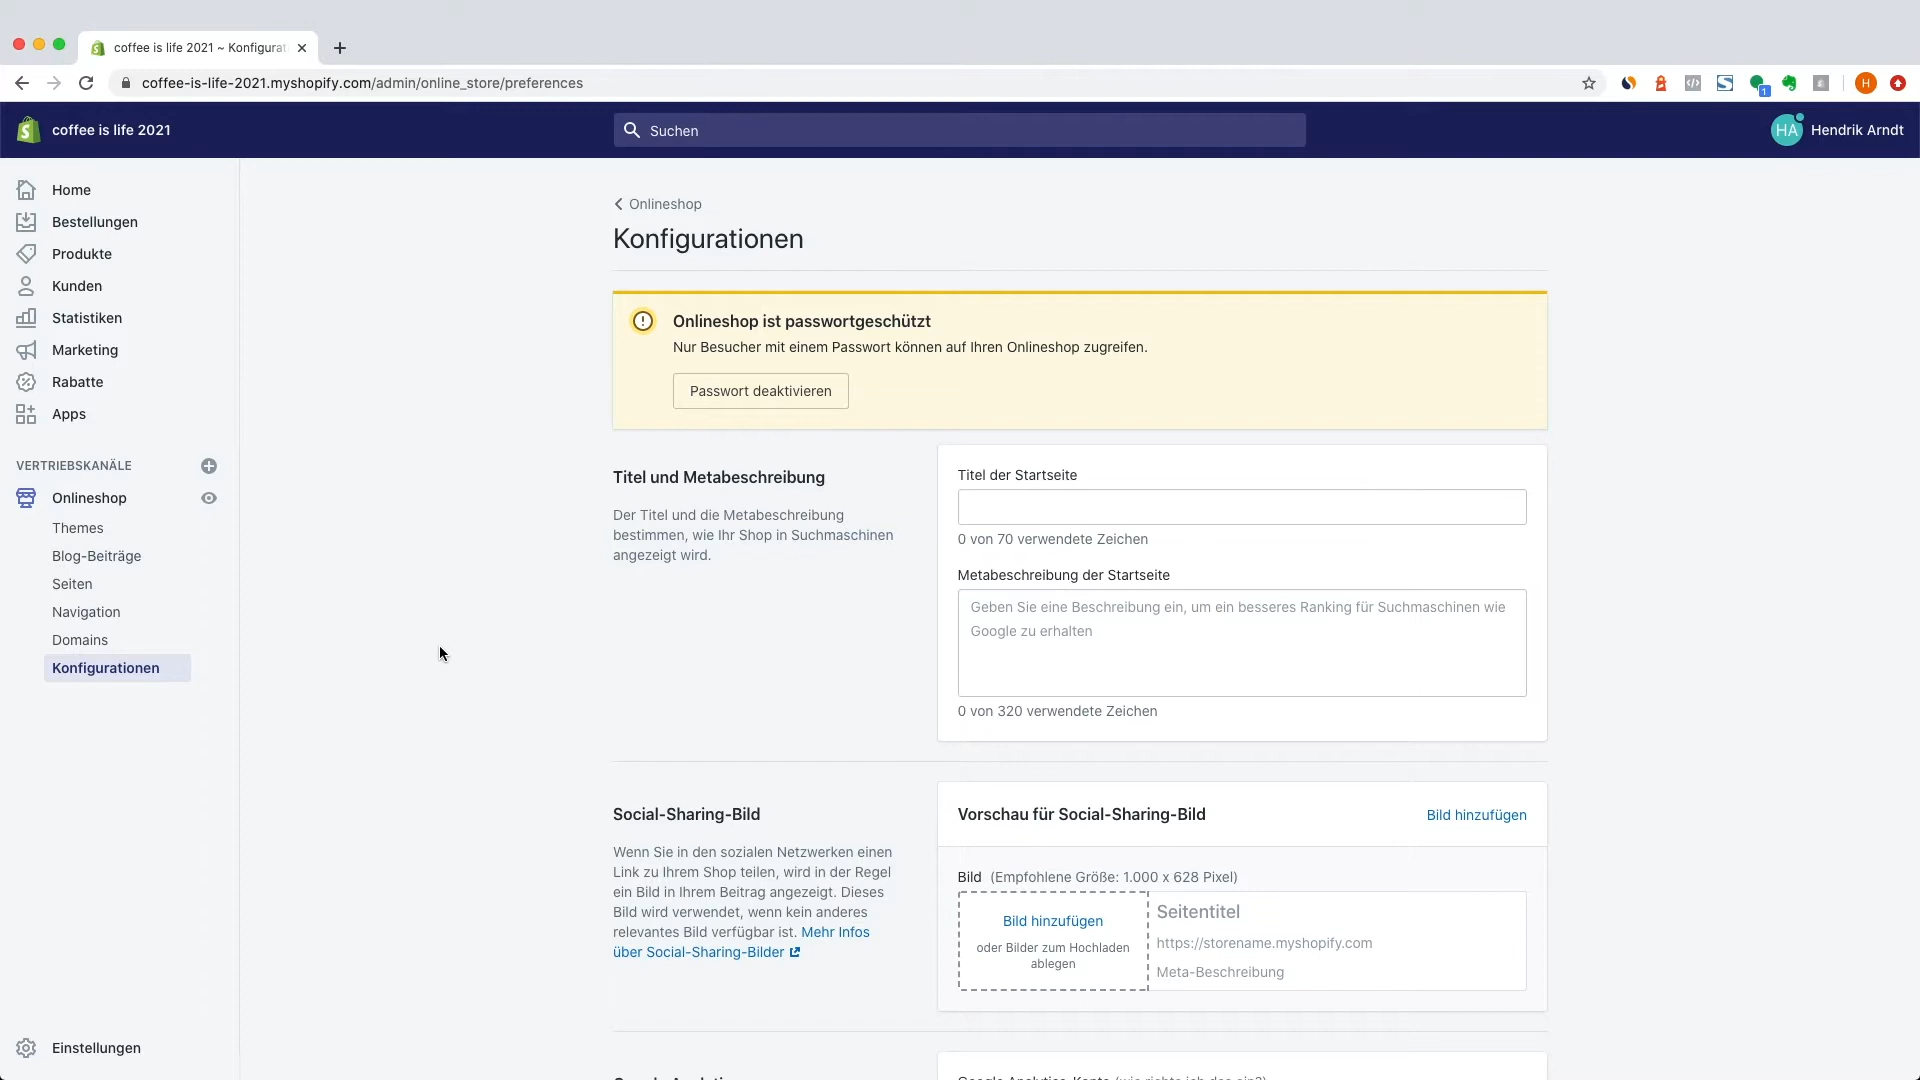 coffee is life 2021 ~ Konfigurat
coffee-is-life-2021.myshopify.com/admin/online_store/preferences
H
1
coffee is life 2021
Suchen
HA
Hendrik Arndt
Home
Bestellungen
Produkte
Kunden
Statistiken
Marketing
Rabatte
Apps
VERTRIEBSKANÄLE
Onlineshop
Themes
Blog-Beiträge
Seiten
Navigation
Domains
Konfigurationen
Einstellungen
Onlineshop
Konfigurationen
Onlineshop ist passwortgeschützt
Nur Besucher mit einem Passwort können auf Ihren Onlineshop zugreifen.
Passwort deaktivieren
Titel und Metabeschreibung
Der Titel und die Metabeschreibung
bestimmen, wie Ihr Shop in Suchmaschinen
angezeigt wird.
Titel der Startseite
0 von 70 verwendete Zeichen
Metabeschreibung der Startseite
Geben Sie eine Beschreibung ein, um ein besseres Ranking für Suchmaschinen wie
Google zu erhalten
0 von 320 verwendete Zeichen
Social-Sharing-Bild
Wenn Sie in den sozialen Netzwerken einen
Link zu Ihrem Shop teilen, wird in der Regel
ein Bild in Ihrem Beitrag angezeigt. Dieses
Bild wird verwendet, wenn kein anderes
relevantes Bild verfügbar ist. Mehr Infos
über Social-Sharing-Bilder
Vorschau für Social-Sharing-Bild
Bild hinzufügen
Bild (Empfohlene Größe: 1.000 x 628 Pixel)
Bild hinzufügen
oder Bilder zum Hochladen
ablegen
Seitentitel
https://storename.myshopify.com
Meta-Beschreibung